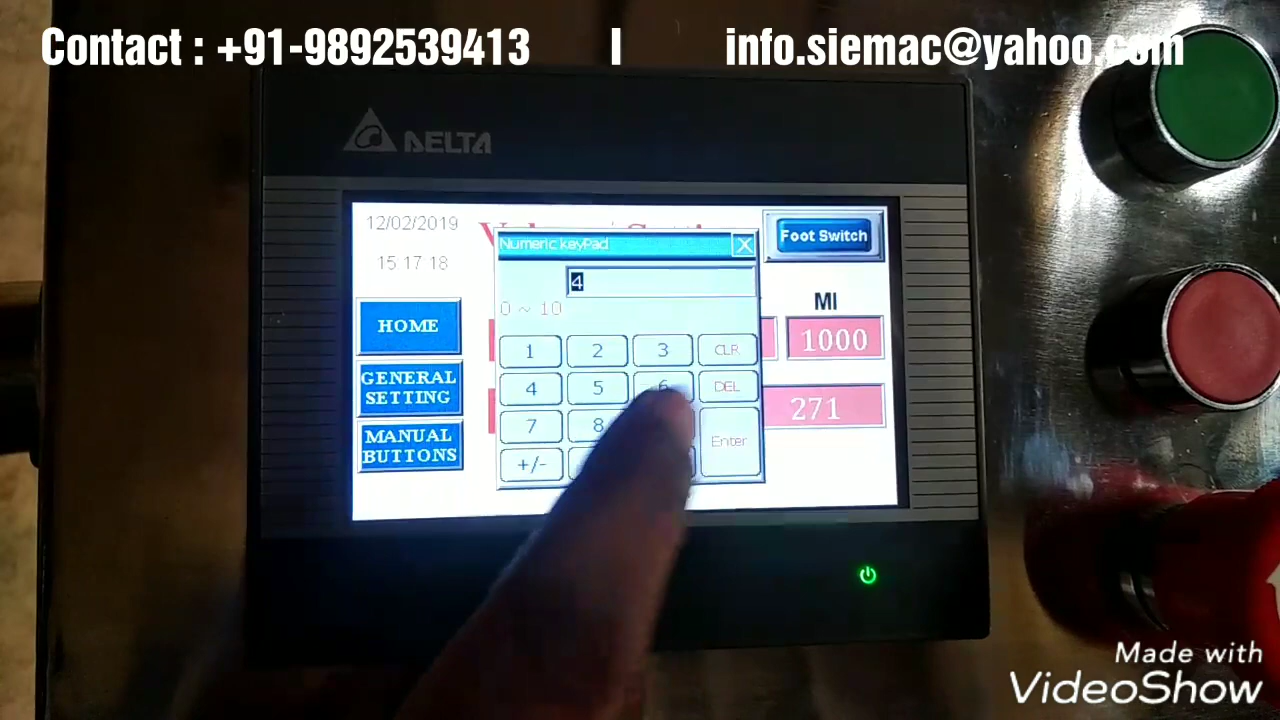 Contact : +91-9892539413 | info.siemac@yahoo.com
DELTA
12/02/2019
15 17 18
Foot Switch
Numeric keyPad X
4
0 ~ 10
HOME
GENERAL
SETTING
MANUAL
BUTTONS
MI
1000
271
1 2 3 CLR
4 5 6 DEL
7 8 Enter
+/-
Made with
VideoShow